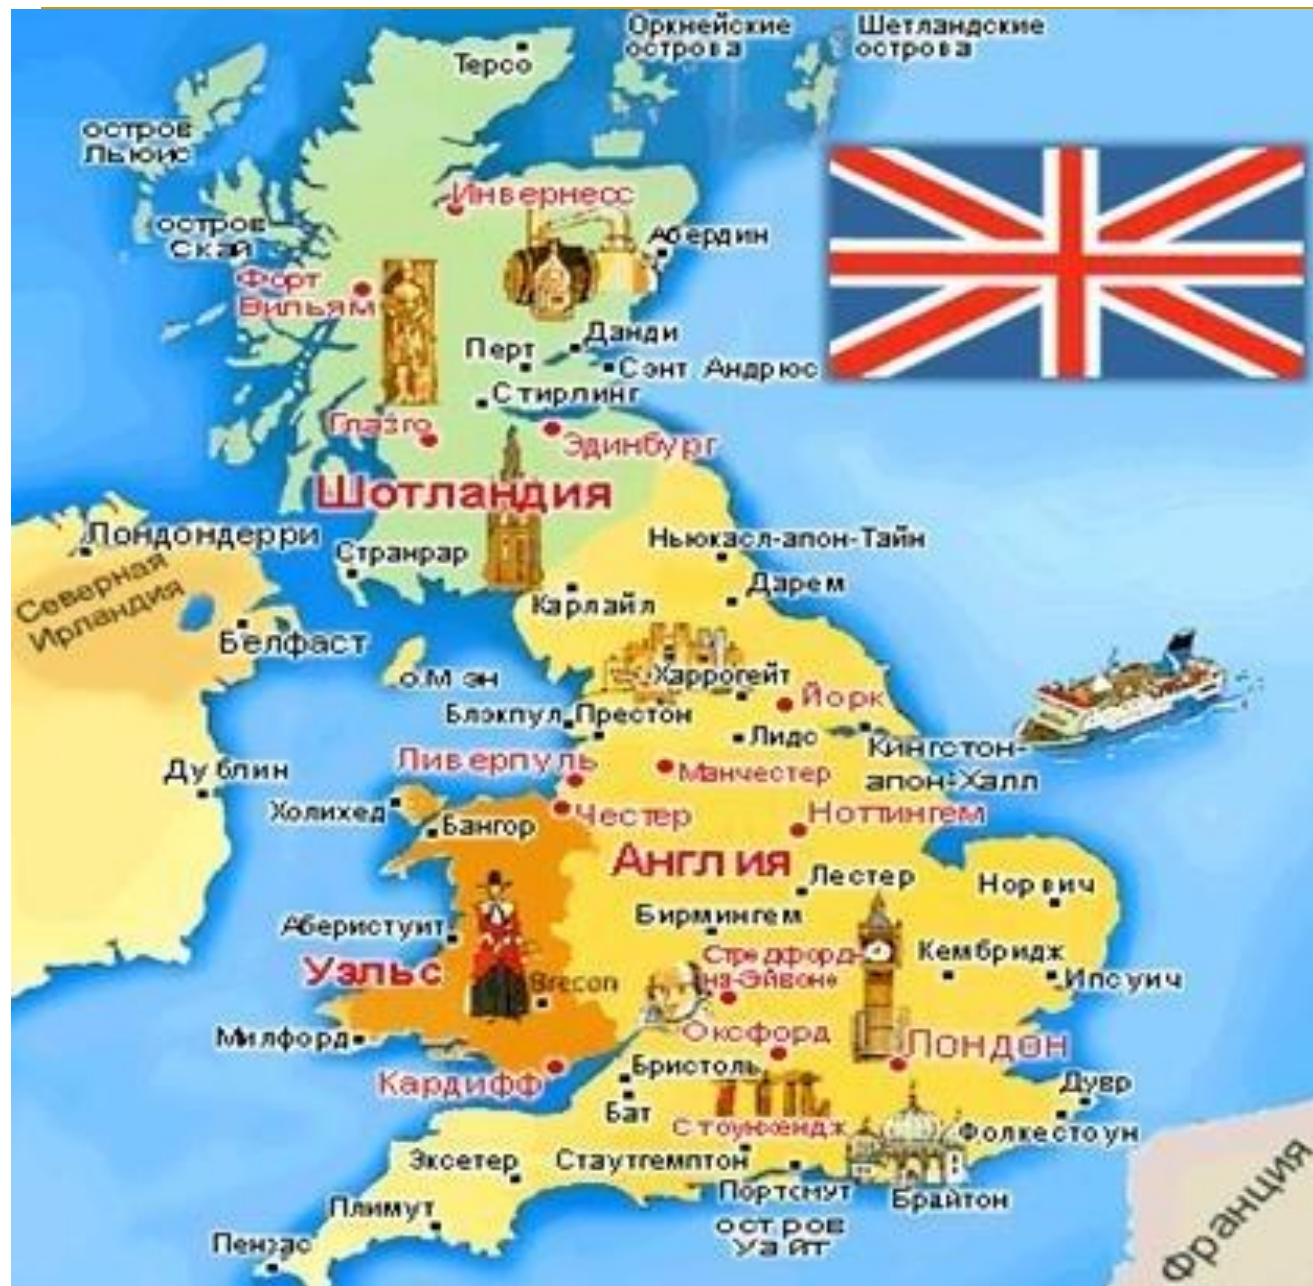 Оркнейские
острова
Шетландские
острова
Терсо
остров
Льюис
Инвернесс
остров
Скай
Абердин
Форт
Вильям
Данди
Перт
Сэнт Андрюс
Стирлинг
Глазго
Эдинбург
Шотландия
Лондондерри
Странрар
Ньюкасл-апон-Тайн
Северная
Ирландия
Дарем
Карлайл
Белфаст
о.Мэн
Харрогейт
Йорк
Блэкпул
Престон
Лидс
Кингстон-
апон-Халл
Ливерпуль
Манчестер
Дублин
Холихед
Бангор
Честер
Ноттингем
Англия
Лестер
Норвич
Бирмингем
Аберистуит
Стредфорд-
на-Эйвоне
Кембридж
Уэльс
Brecon
Ипсуич
Милфорд
Оксфорд
Лондон
Бристоль
Кардифф
Дувр
Бат
Стоунхендж
Фолкестоун
Эксетер
Стаутгемптон
Портсмут
Брайтон
Плимут
остров
Уайт
Пензас
Франция